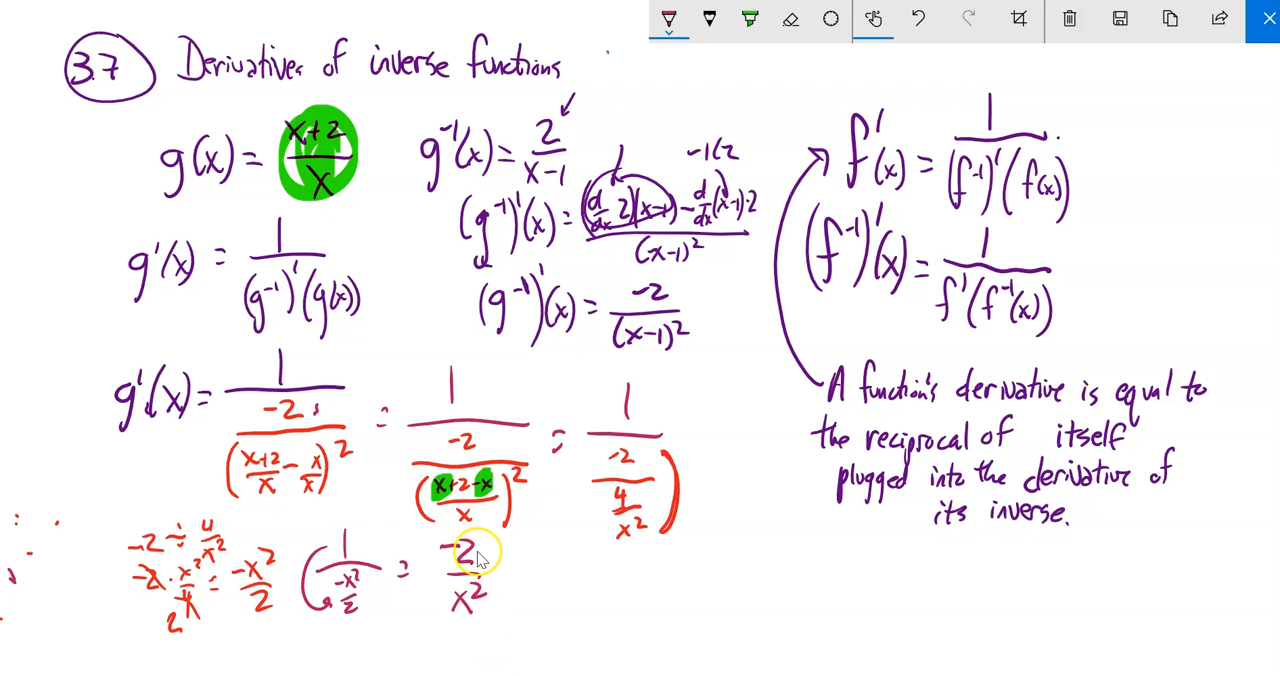 3.7 Derivatives of inverse functions
g(x) = x+2/x
g⁻¹(x) = 2/x-1
-1(2
(g⁻¹)'(x) = (d/dx 2)(x-1) - d/dx(x-1)·2/(x-1)²
g'(x) = 1/(g⁻¹)'(g(x))
(g⁻¹)'(x) = -2/(x-1)²
g'(x) = 1/(-2/(x+2/x - x/x)²) = 1/(-2/(x+2-x/x)²) = 1/(-2/(4/x²))
-2 ÷ 4/x²
-2 · x²/4 = -x²/2
2
1/(-x²/2) = -2/x²
f'(x) = 1/(f⁻¹)'(f(x))
(f⁻¹)'(x) = 1/f'(f⁻¹(x))
A function's derivative is equal to
the reciprocal of itself
plugged into the derivative of
its inverse.